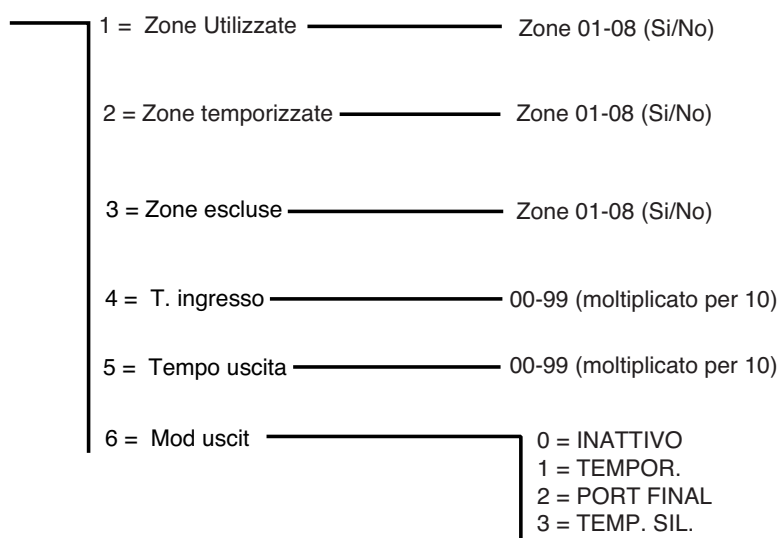 1 = Zone Utilizzate Zone 01-08 (Si/No)
2 = Zone temporizzate Zone 01-08 (Si/No)
3 = Zone escluse Zone 01-08 (Si/No)
4 = T. ingresso 00-99 (moltiplicato per 10)
5 = Tempo uscita 00-99 (moltiplicato per 10)
6 = Mod uscit 0 = INATTIVO
1 = TEMPOR.
2 = PORT FINAL
3 = TEMP. SIL.